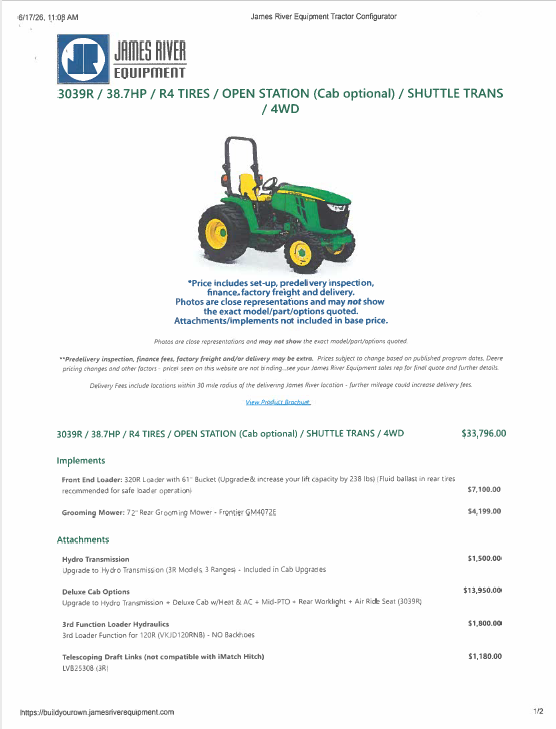 6/17/26, 11:08 AM
James River Equipment Tractor Configurator
JR
JAMES RIVER
EQUIPMENT
3039R / 38.7HP / R4 TIRES / OPEN STATION (Cab optional) / SHUTTLE TRANS
/ 4WD
*Price includes set-up, predelivery inspection,
finance, factory freight and delivery.
Photos are close representations and may not show
the exact model/part/options quoted.
Attachments/implements not included in base price.
Photos are close representations and may not show the exact model/part/options quoted
**Predelivery inspection, finance fees, factory freight and/or delivery may be extra. Prices subject to change based on published program dates, Deere
pricing changes and other factors - prices seen on this website are not binding...see your James River Equipment sales rep for final quote and further details.
Delivery Fees include locations within 30 mile radius of the delivering James River location - further mileage could increase delivery fees.
View Product Brochure
3039R / 38.7HP / R4 TIRES / OPEN STATION (Cab optional) / SHUTTLE TRANS / 4WD $33,796.00
Implements
Front End Loader: 320R Loader with 61" Bucket (Upgrade & increase your lift capacity by 238 lbs) (Fluid ballast in rear tires
recommended for safe loader operation) $7,100.00
Grooming Mower: 72" Rear Grooming Mower - Frontier GM4072E $4,199.00
Attachments
Hydro Transmission $1,500.00
Upgrade to Hydro Transmission (3R Models, 3 Ranges) - Included in Cab Upgrades
Deluxe Cab Options $13,950.00
Upgrade to Hydro Transmission + Deluxe Cab w/Heat & AC + Mid-PTO + Rear Worklight + Air Ride Seat (3039R)
3rd Function Loader Hydraulics $1,800.00
3rd Loader Function for 120R (VKJD120RNB) - NO Backhoes
Telescoping Draft Links (not compatible with iMatch Hitch) $1,180.00
LVB25308 (3R)
https://buildyourown.jamesriverequipment.com
1/2